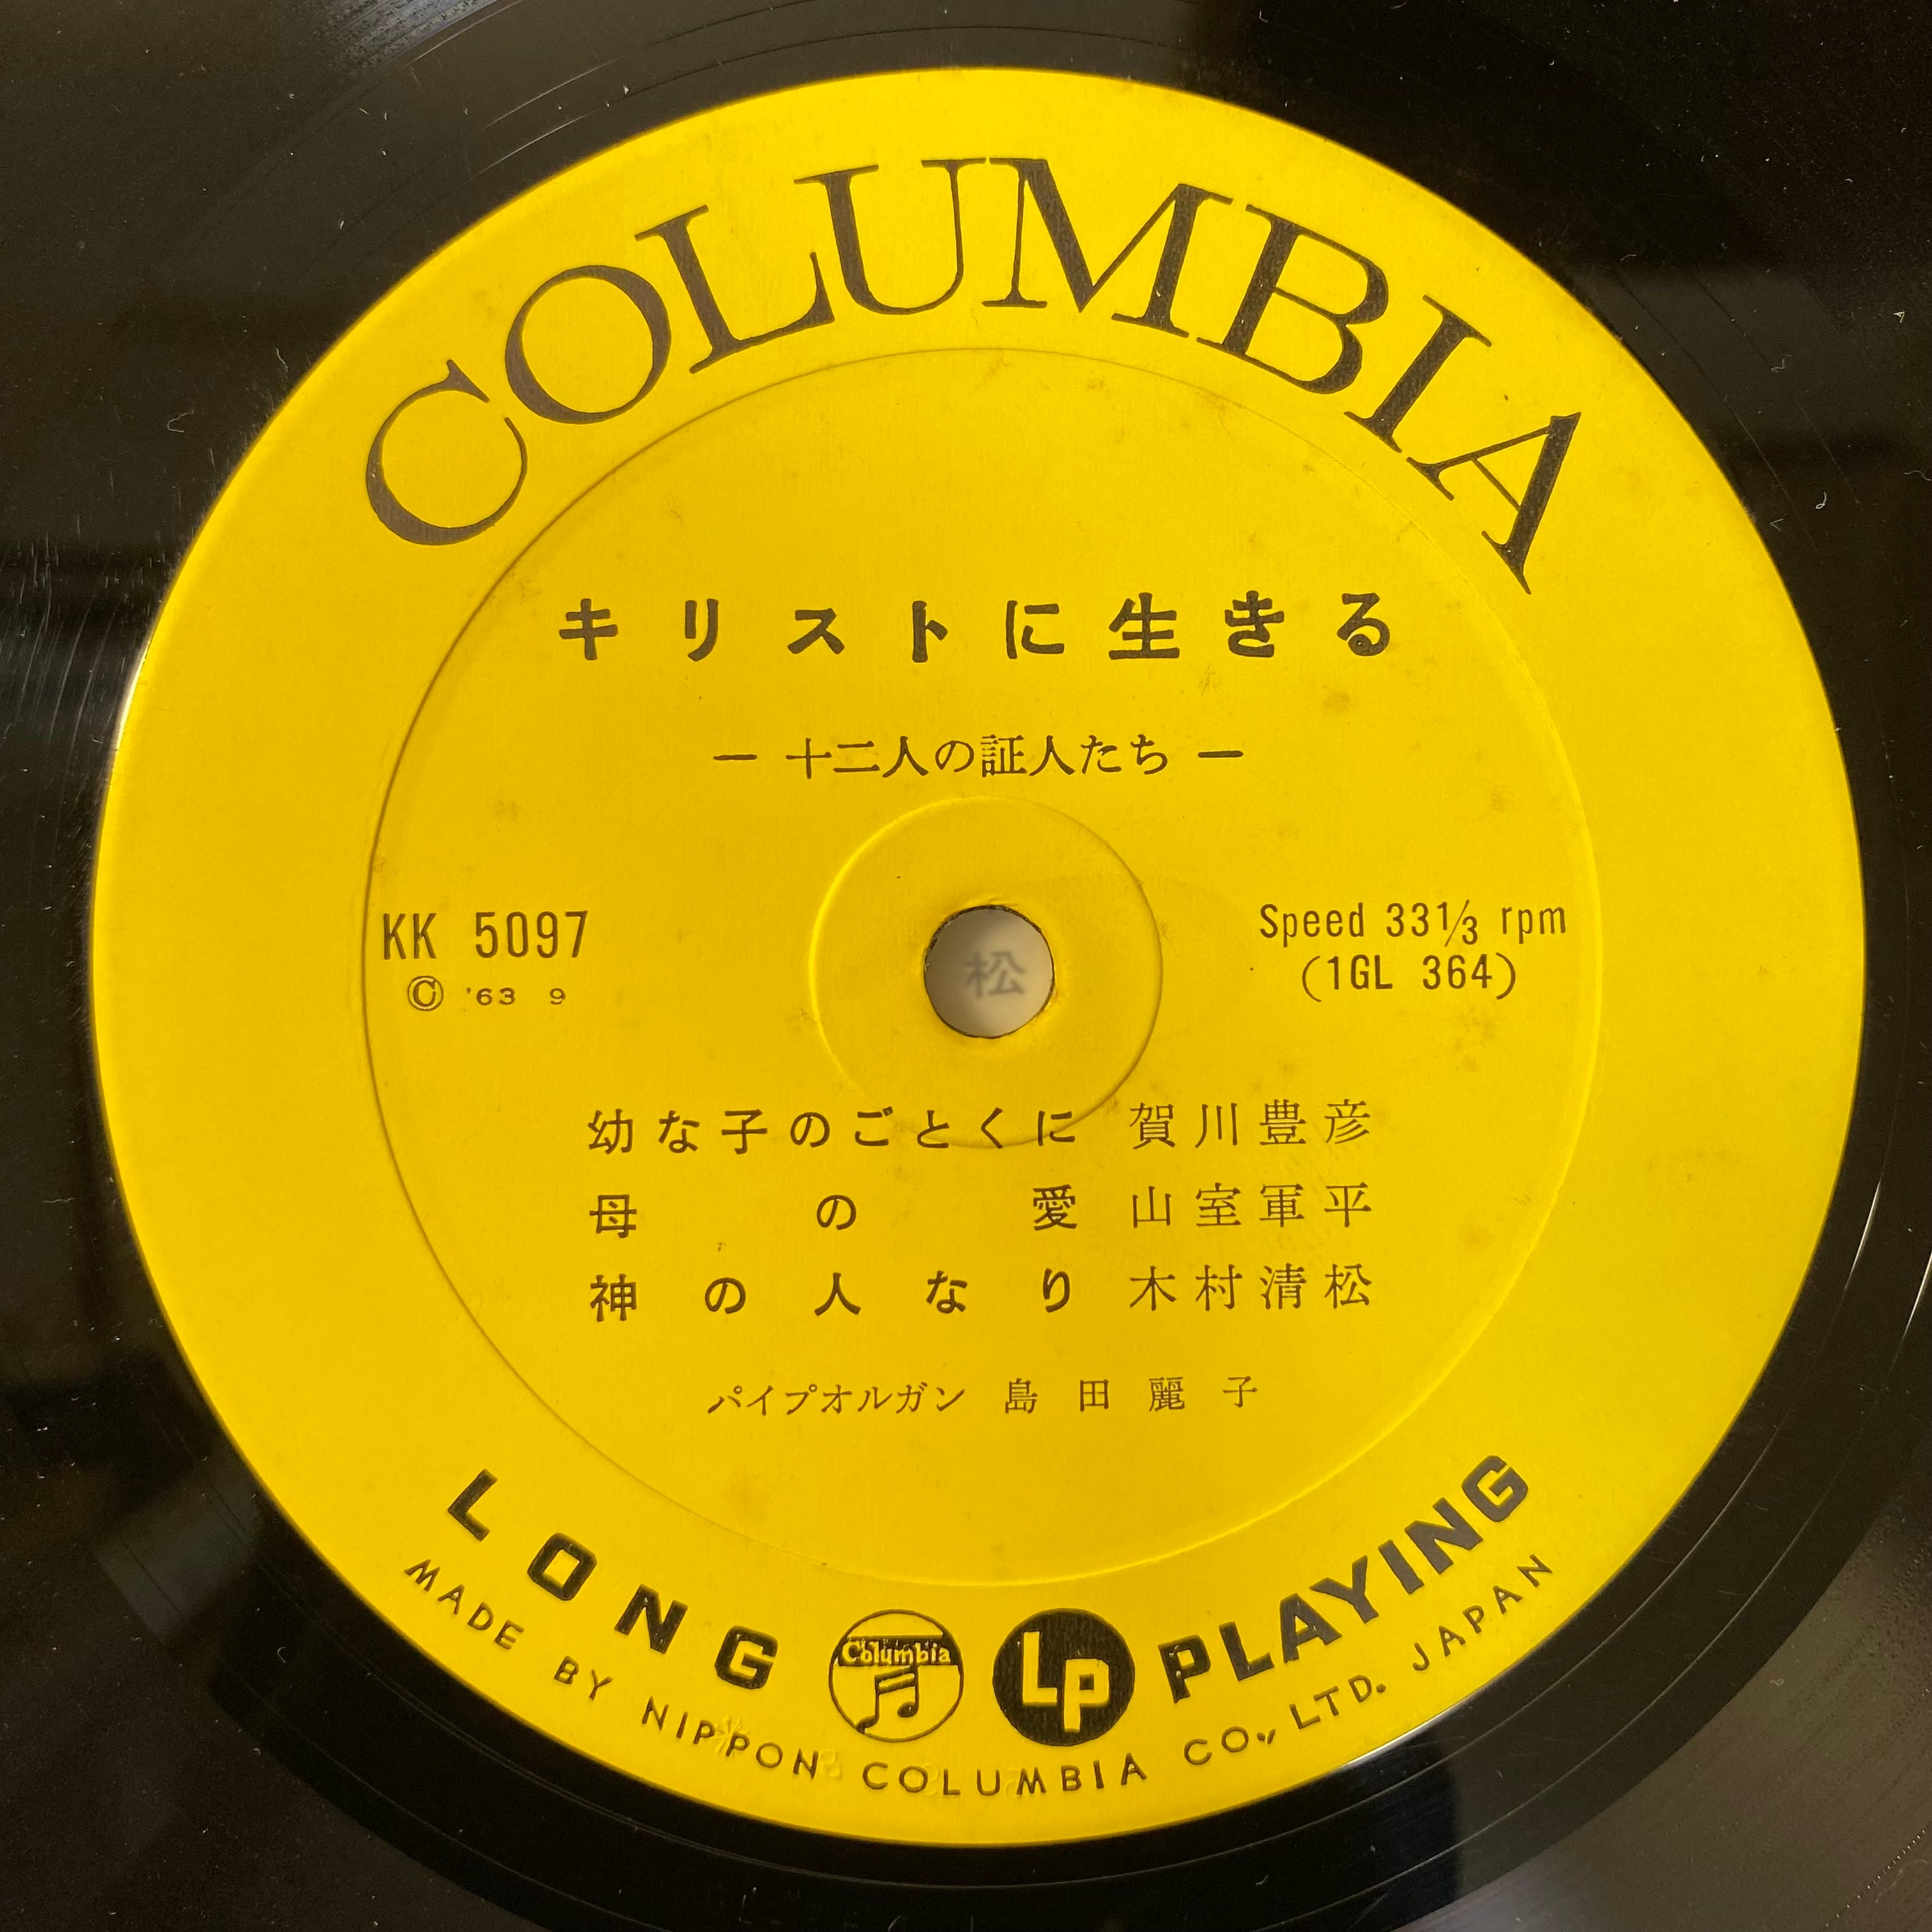 COLUMBIA
キリストに生きる
― 十二人の証人たち ―
KK 5097
Ⓒ '63 9
松
Speed 33⅓ rpm
(1GL 364)
幼な子のごとくに 賀川豊彦
母の愛 山室軍平
神の人なり 木村清松
パイプオルガン 島田麗子
LONG PLAYING
Columbia
LP
MADE BY NIPPON COLUMBIA CO., LTD. JAPAN